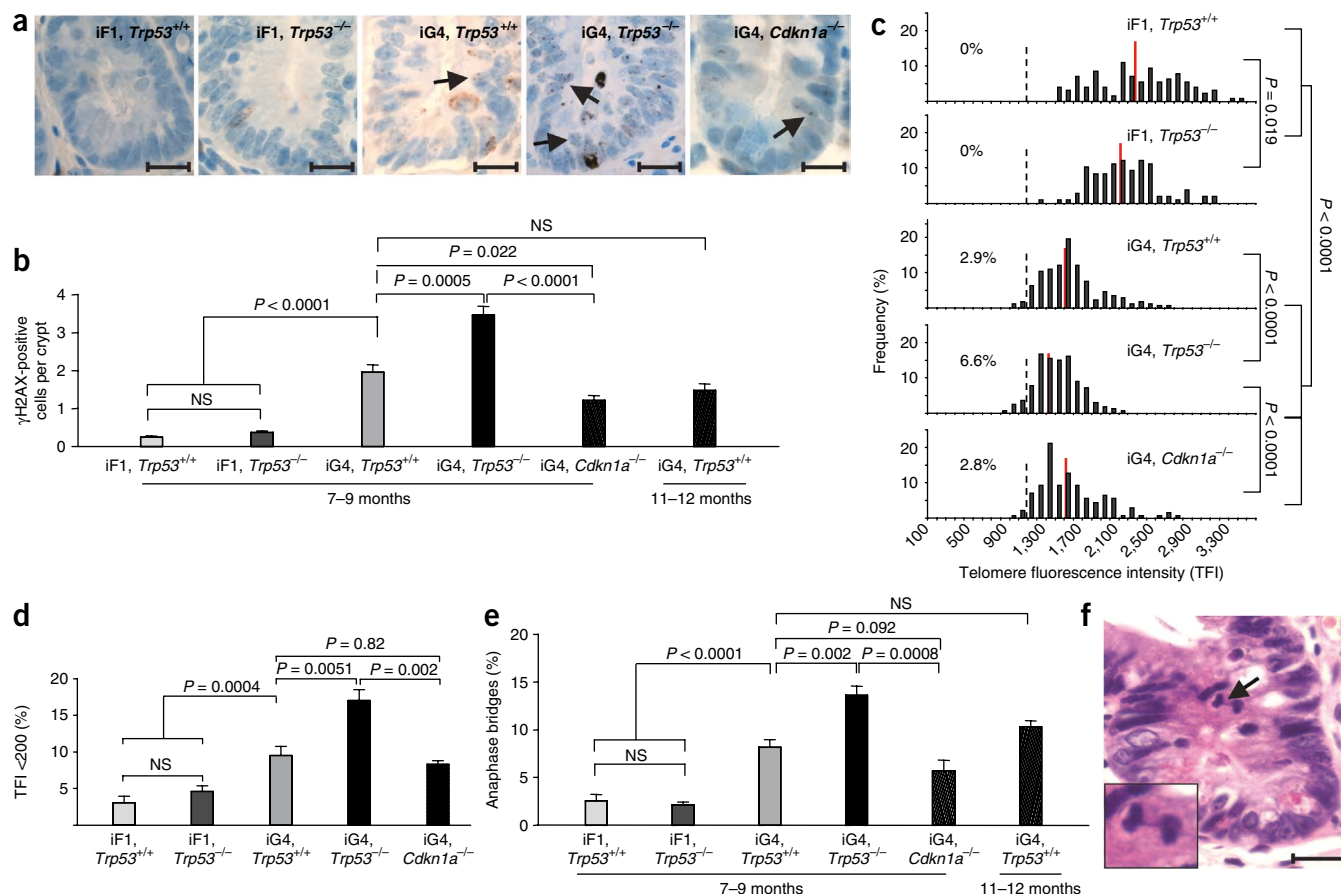 a
iF1, Trp53+/+
iF1, Trp53–/–
iG4, Trp53+/+
iG4, Trp53–/–
iG4, Cdkn1a–/–
b
γH2AX-positive
cells per crypt
4
3
2
1
0
NS
P < 0.0001
P = 0.0005
P = 0.022
P < 0.0001
NS
iF1, Trp53+/+
iF1, Trp53–/–
iG4, Trp53+/+
iG4, Trp53–/–
iG4, Cdkn1a–/–
iG4, Trp53+/+
7–9 months
11–12 months
c
Frequency (%)
20
10
0%
iF1, Trp53+/+
20
10
0%
iF1, Trp53–/–
20
10
2.9%
iG4, Trp53+/+
20
10
6.6%
iG4, Trp53–/–
20
10
2.8%
iG4, Cdkn1a–/–
P = 0.019
P < 0.0001
P < 0.0001
P < 0.0001
100
500
900
1,300
1,700
2,100
2,500
2,900
3,300
Telomere fluorescence intensity (TFI)
d
TFI <200 (%)
20
15
10
5
NS
P = 0.0004
P = 0.0051
P = 0.002
P = 0.82
iF1,
Trp53+/+
iF1,
Trp53–/–
iG4,
Trp53+/+
iG4,
Trp53–/–
iG4,
Cdkn1a–/–
e
Anaphase bridges (%)
20
15
10
5
0
NS
P < 0.0001
P = 0.002
P = 0.0008
P = 0.092
NS
iF1,
Trp53+/+
iF1,
Trp53–/–
iG4,
Trp53+/+
iG4,
Trp53–/–
iG4,
Cdkn1a–/–
iG4,
Trp53+/+
7–9 months
11–12 months
f